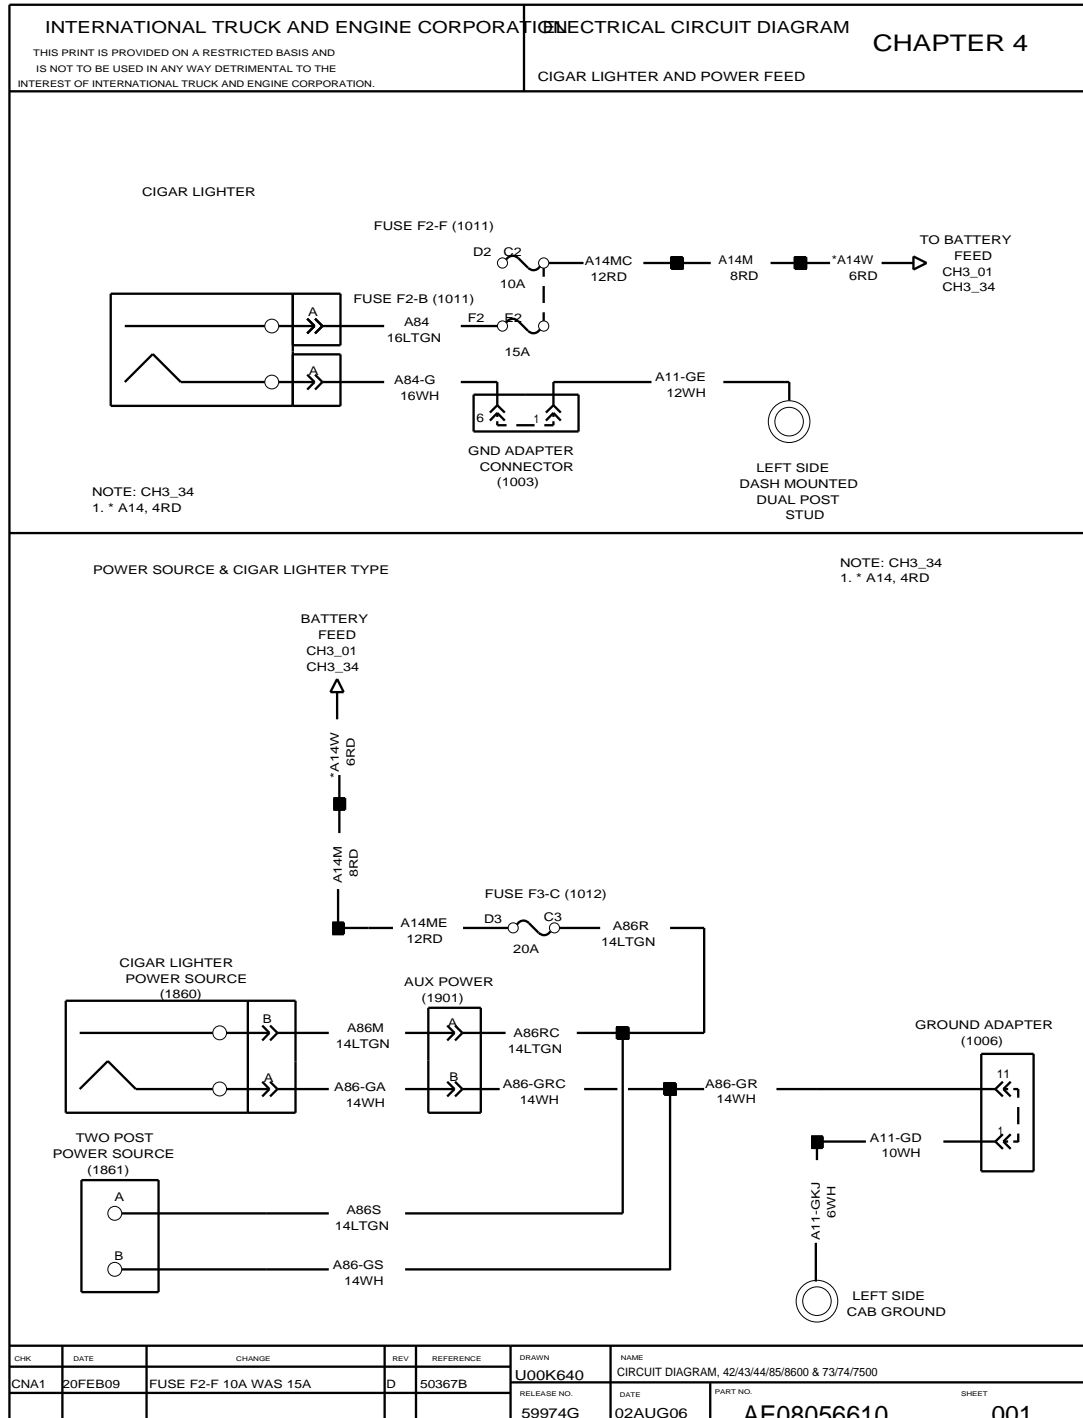 INTERNATIONAL TRUCK AND ENGINE CORPORATION
THIS PRINT IS PROVIDED ON A RESTRICTED BASIS AND
IS NOT TO BE USED IN ANY WAY DETRIMENTAL TO THE
INTEREST OF INTERNATIONAL TRUCK AND ENGINE CORPORATION.
ELECTRICAL CIRCUIT DIAGRAM
CHAPTER 4
CIGAR LIGHTER AND POWER FEED
CIGAR LIGHTER
FUSE F2-F (1011)
D2 C2
10A
A14MC
12RD
A14M
8RD
*A14W
6RD
TO BATTERY
FEED
CH3_01
CH3_34
FUSE F2-B (1011)
A
A84
16LTGN
F2 E2
15A
A
A84-G
16WH
6 1
A11-GE
12WH
GND ADAPTER
CONNECTOR
(1003)
LEFT SIDE
DASH MOUNTED
DUAL POST
STUD
NOTE: CH3_34
1. * A14, 4RD
POWER SOURCE & CIGAR LIGHTER TYPE
NOTE: CH3_34
1. * A14, 4RD
BATTERY
FEED
CH3_01
CH3_34
*A14W
6RD
A14M
8RD
FUSE F3-C (1012)
A14ME
12RD
D3 C3
20A
A86R
14LTGN
CIGAR LIGHTER
POWER SOURCE
(1860)
AUX POWER
(1901)
B
A86M
14LTGN
A
A86RC
14LTGN
A
A86-GA
14WH
B
A86-GRC
14WH
A86-GR
14WH
GROUND ADAPTER
(1006)
11
1
A11-GD
10WH
A11-GKJ
6WH
TWO POST
POWER SOURCE
(1861)
A
A86S
14LTGN
B
A86-GS
14WH
LEFT SIDE
CAB GROUND
CHK DATE CHANGE REV REFERENCE
CNA1 20FEB09 FUSE F2-F 10A WAS 15A D 50367B
DRAWN
U00K640
NAME
CIRCUIT DIAGRAM, 42/43/44/85/8600 & 73/74/7500
RELEASE NO.
59974G
DATE
02AUG06
PART NO.
AE08056610
SHEET
001